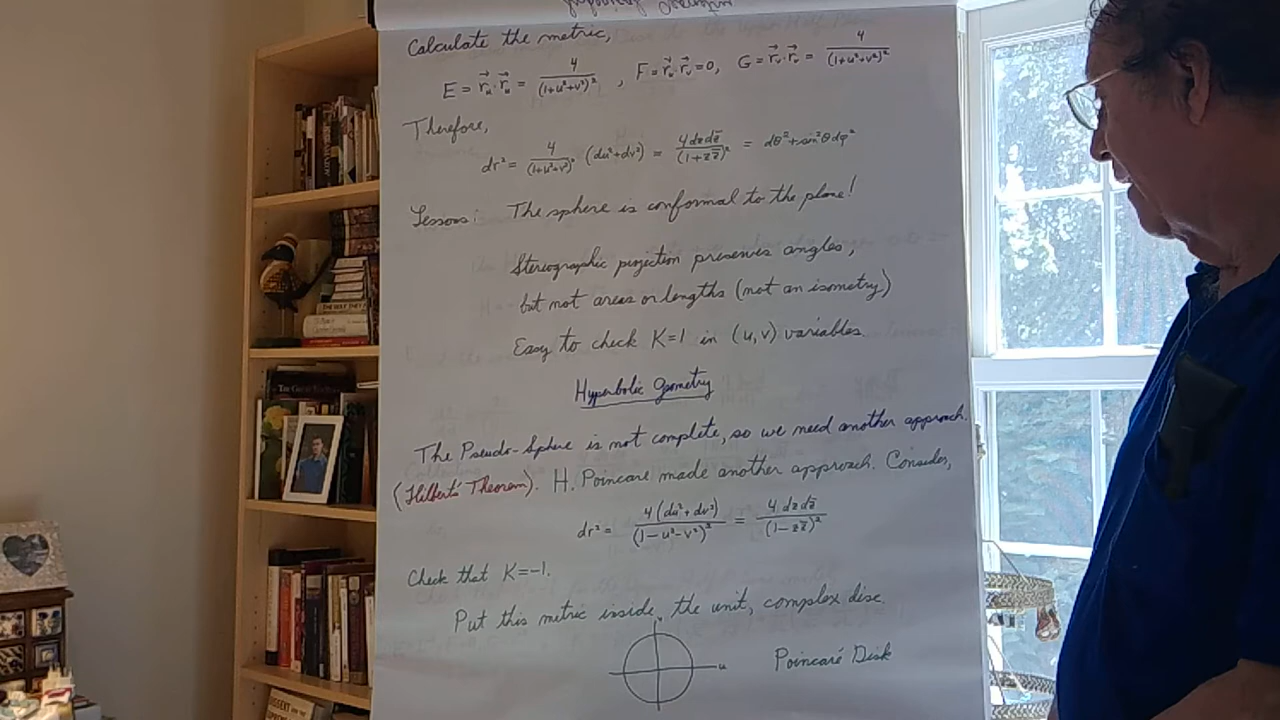 Calculate the metric,
E = r⃗ᵤ·r⃗ᵤ = 4/(1+u²+v²)² , F = r⃗ᵤ·r⃗ᵥ = 0, G = r⃗ᵥ·r⃗ᵥ = 4/(1+u²+v²)²
Therefore,
dr² = 4/(1+u²+v²)² (du²+dv²) = 4dzdz̄/(1+zz̄)² = dθ²+sin²θdφ²
Lessons: The sphere is conformal to the plane!
Stereographic projection preserves angles,
but not areas or lengths (not an isometry)
Easy to check K=1 in (u,v) variables.
Hyperbolic Geometry
The Pseudo-Sphere is not complete, so we need another approach.
(Hilbert's Theorem). H. Poincaré made another approach. Consider,
dr² = 4(du²+dv²)/(1-u²-v²)² = 4dzdz̄/(1-zz̄)²
Check that K=-1.
Put this metric inside the unit, complex disc.
v
u
Poincaré Disk